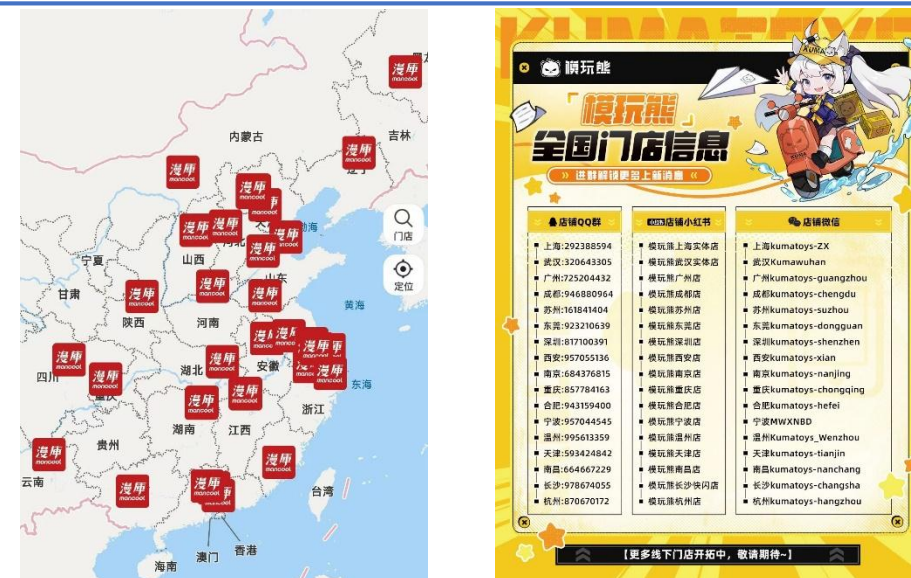 漫库
mancool
内蒙古
吉林
辽宁
渤海
门店
定位
宁夏
山西
河北
山东
甘肃
陕西
河南
黄海
四川
重庆
湖北
安徽
东海
浙江
湖南
江西
贵州
云南
台湾
香港
澳门
海南
KUMATOYS
模玩熊
「模玩熊」
全国门店信息
进群解锁更多上新消息
店铺QQ群
上海:292388594
武汉:320643305
广州:725204432
成都:946880964
苏州:161841404
东莞:923210639
深圳:817100391
西安:957055136
南京:684376815
重庆:857784163
合肥:943159400
宁波:957044545
温州:995613359
天津:593424842
南昌:664667229
长沙:978674055
杭州:870670172
小红书店铺小红书
模玩熊上海实体店
模玩熊武汉实体店
模玩熊广州店
模玩熊成都店
模玩熊苏州店
模玩熊东莞店
模玩熊深圳店
模玩熊西安店
模玩熊南京店
模玩熊重庆店
模玩熊合肥店
模玩熊宁波店
模玩熊温州店
模玩熊天津店
模玩熊南昌店
模玩熊长沙快闪店
模玩熊杭州店
店铺微信
上海kumatoys-ZX
武汉Kumawuhan
广州kumatoys-guangzhou
成都kumatoys-chengdu
苏州kumatoys-suzhou
东莞kumatoys-dongguan
深圳kumatoys-shenzhen
西安kumatoys-xian
南京kumatoys-nanjing
重庆kumatoys-chongqing
合肥kumatoys-hefei
宁波MWXNBD
温州Kumatoys_Wenzhou
天津kumatoys-tianjin
南昌kumatoys-nanchang
长沙kumatoys-changsha
杭州kumatoys-hangzhou
【更多线下门店开拓中，敬请期待~】